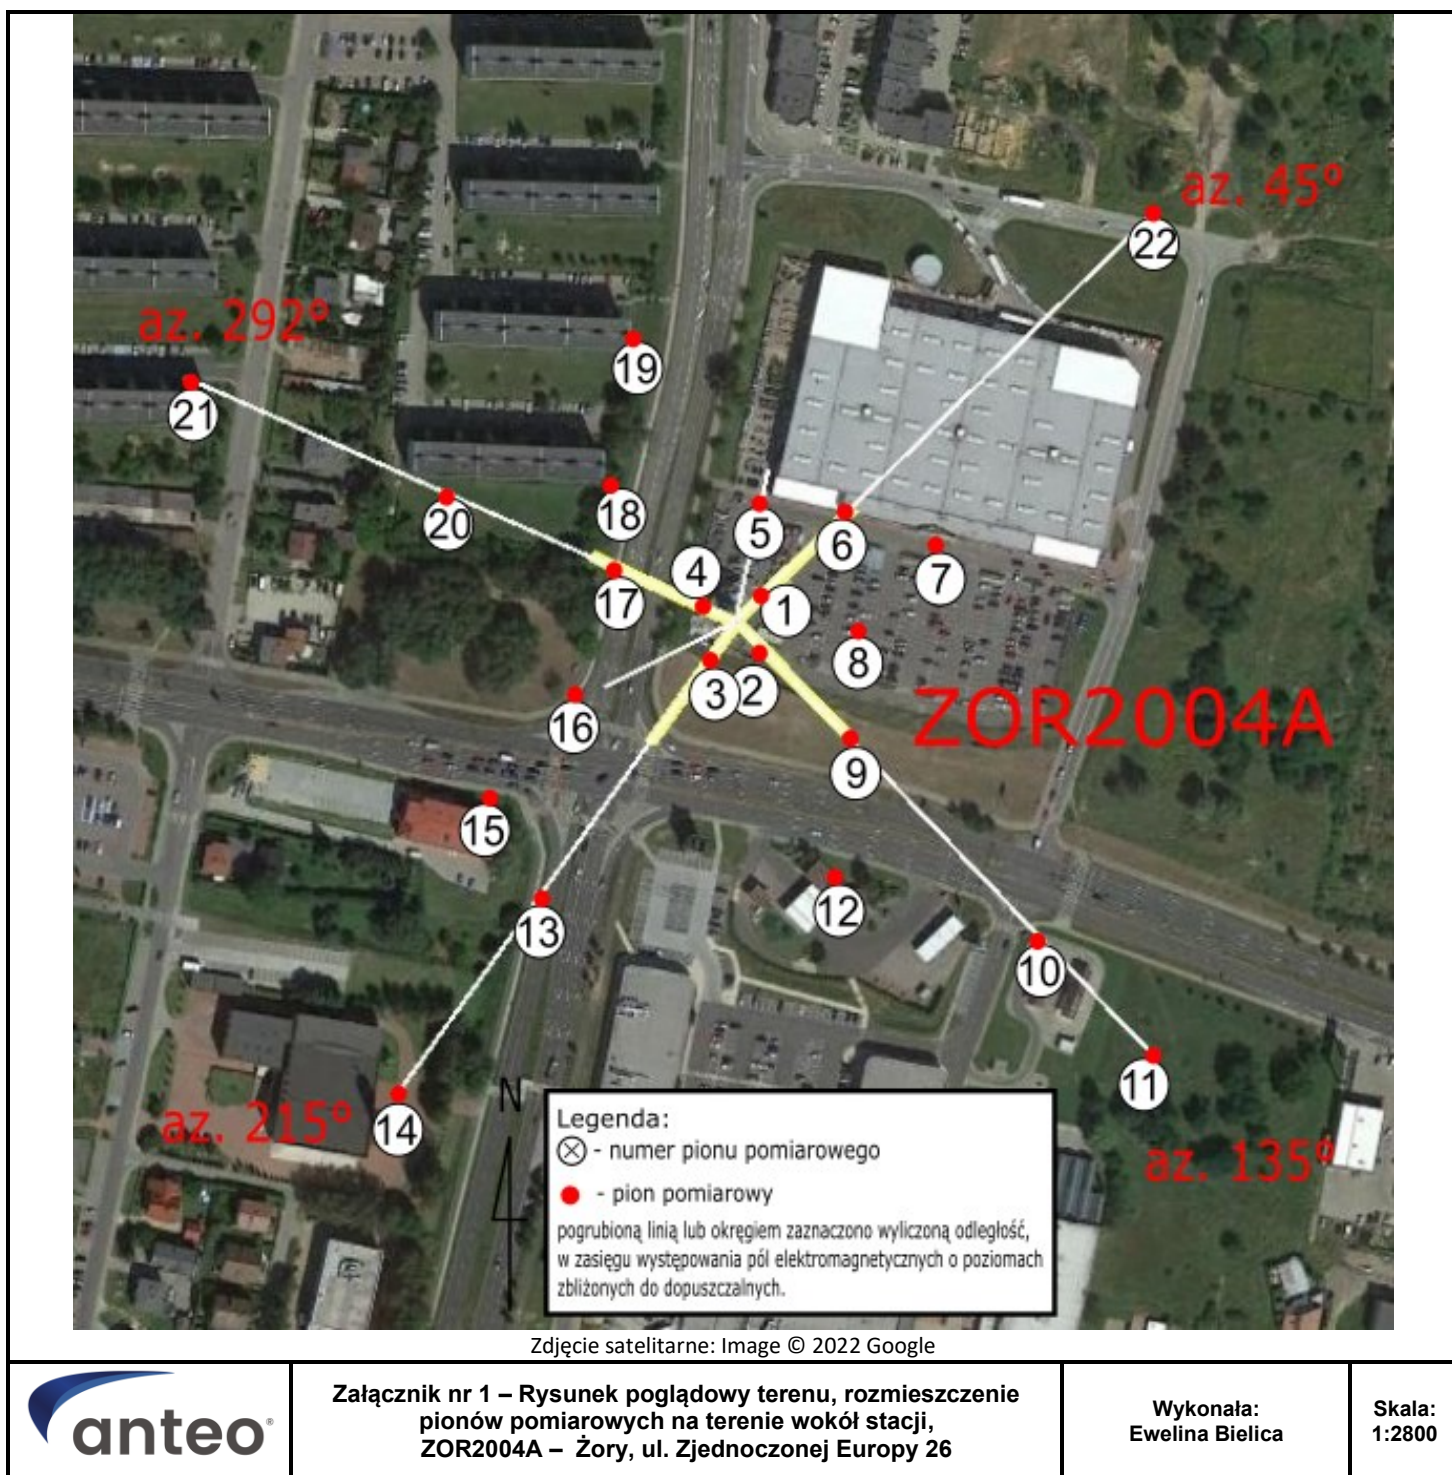 az. 45º
22
az. 292º
19
21
20
18
5
6
7
4
17
1
8
3
2
16
ZOR2004A
9
15
12
13
10
11
14
az. 215º
az. 135º
N
Legenda:
- numer pionu pomiarowego
- pion pomiarowy
pogrubioną linią lub okręgiem zaznaczono wyliczoną odległość,
w zasięgu występowania pól elektromagnetycznych o poziomach
zbliżonych do dopuszczalnych.
Zdjęcie satelitarne: Image © 2022 Google
anteo®
Załącznik nr 1 – Rysunek poglądowy terenu, rozmieszczenie
pionów pomiarowych na terenie wokół stacji,
ZOR2004A – Żory, ul. Zjednoczonej Europy 26
Wykonała:
Ewelina Bielica
Skala:
1:2800